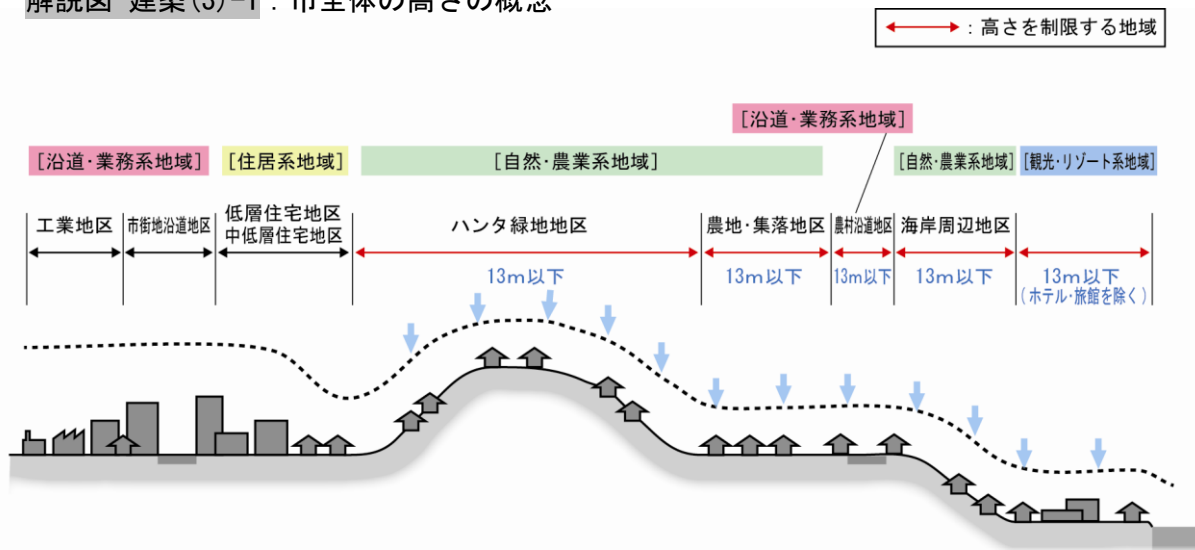 解説図 建築(3)-1：市全体の高さの概念
：高さを制限する地域
［沿道・業務系地域］
［沿道・業務系地域］
［住居系地域］
［自然・農業系地域］
［自然・農業系地域］
［観光・リゾート系地域］
工業地区
市街地沿道地区
低層住宅地区
中低層住宅地区
ハンタ緑地地区
農地・集落地区
農村沿道地区
海岸周辺地区
13m以下
13m以下
13m以下
13m以下
13m以下
（ホテル・旅館を除く）